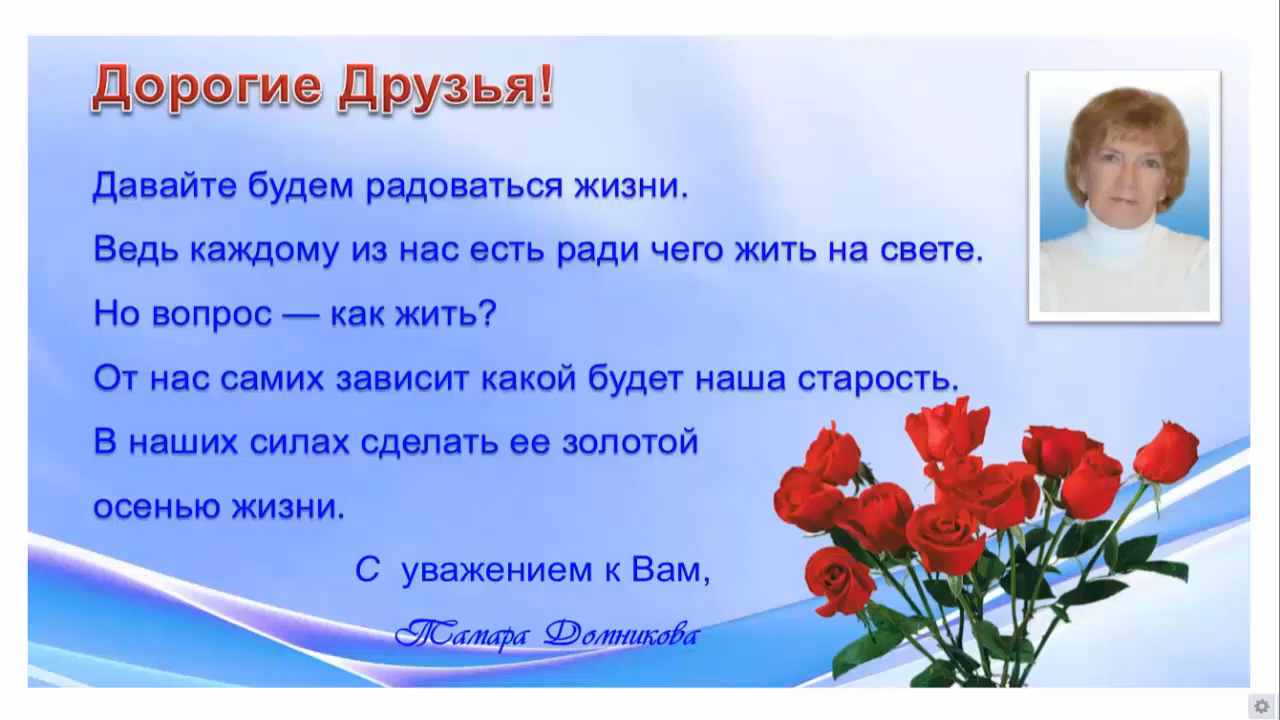 Дорогие Друзья!
Давайте будем радоваться жизни.
Ведь каждому из нас есть ради чего жить на свете.
Но вопрос — как жить?
От нас самих зависит какой будет наша старость.
В наших силах сделать ее золотой
осенью жизни.
С уважением к Вам,
Тамара Домникова